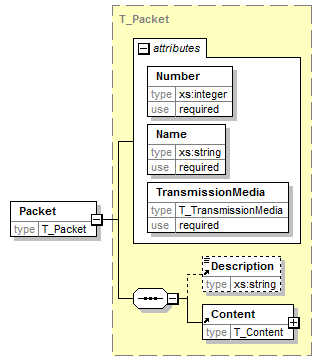 T_Packet
attributes
Number
type xs:integer
use required
Name
type xs:string
use required
TransmissionMedia
type T_TransmissionMedia
use required
Packet
type T_Packet
Description
type xs:string
Content
type T_Content